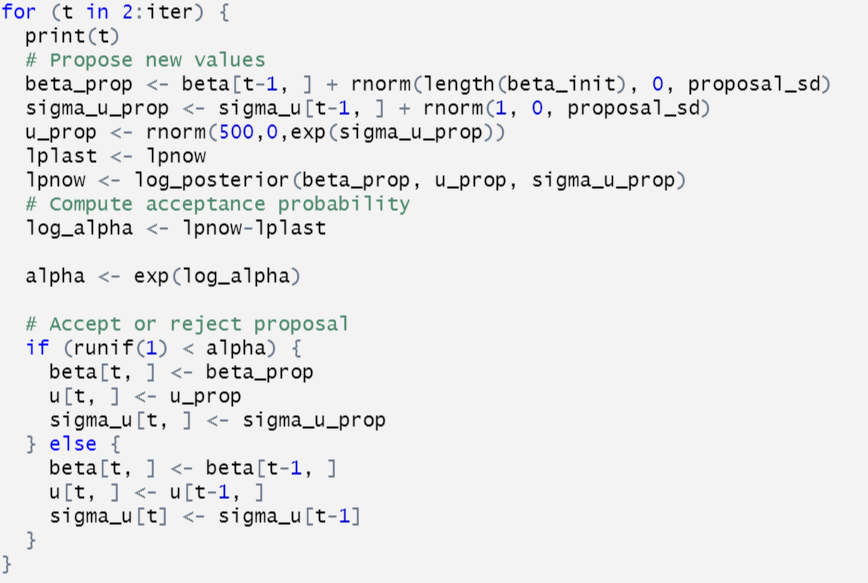 for (t in 2:iter) {
  print(t)
  # Propose new values
  beta_prop <- beta[t-1, ] + rnorm(length(beta_init), 0, proposal_sd)
  sigma_u_prop <- sigma_u[t-1, ] + rnorm(1, 0, proposal_sd)
  u_prop <- rnorm(500,0,exp(sigma_u_prop))
  lplast <- lpnow
  lpnow <- log_posterior(beta_prop, u_prop, sigma_u_prop)
  # Compute acceptance probability
  log_alpha <- lpnow-lplast

  alpha <- exp(log_alpha)

  # Accept or reject proposal
  if (runif(1) < alpha) {
    beta[t, ] <- beta_prop
    u[t, ] <- u_prop
    sigma_u[t, ] <- sigma_u_prop
  } else {
    beta[t, ] <- beta[t-1, ]
    u[t, ] <- u[t-1, ]
    sigma_u[t] <- sigma_u[t-1]
  }
}